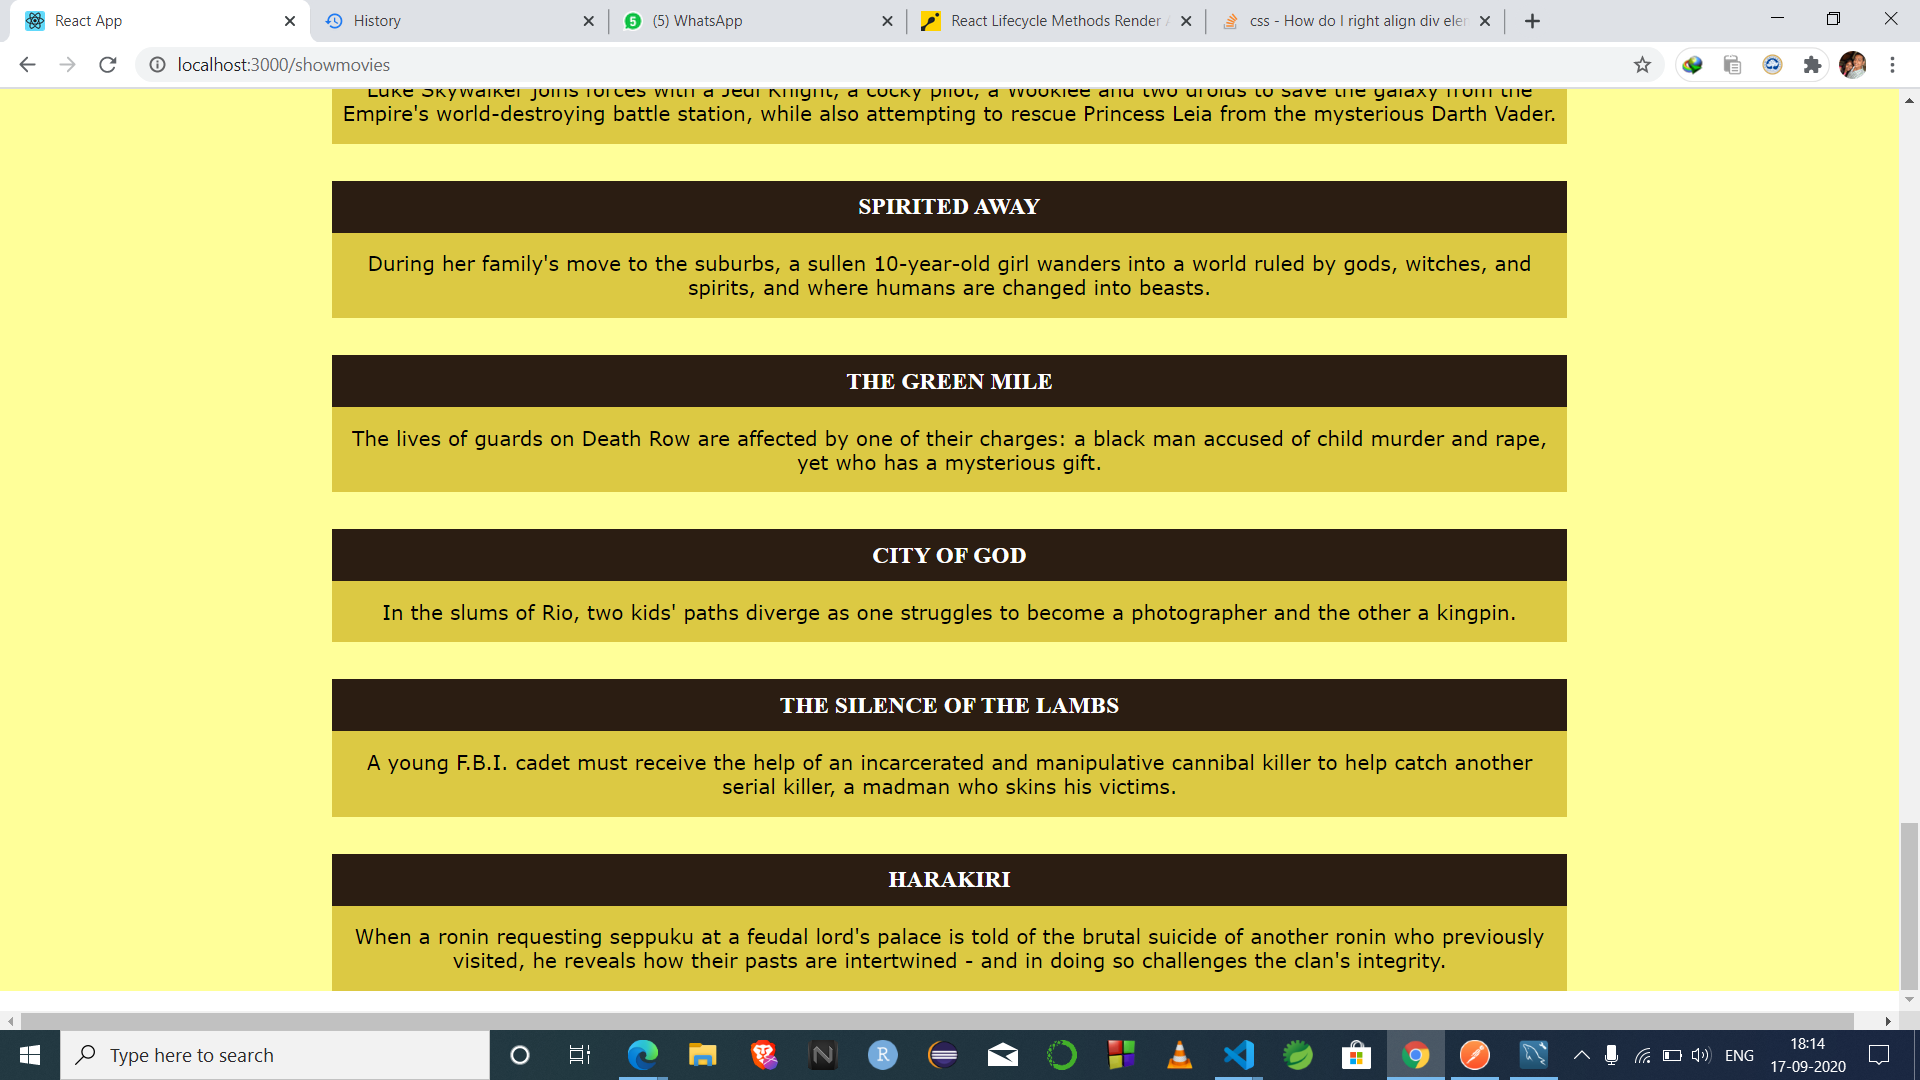 React App
History
(5) WhatsApp
React Lifecycle Methods Render
css - How do I right align div ele
localhost:3000/showmovies
Luke Skywalker joins forces with a Jedi Knight, a cocky pilot, a Wookiee and two droids to save the galaxy from the
Empire's world-destroying battle station, while also attempting to rescue Princess Leia from the mysterious Darth Vader.
SPIRITED AWAY
During her family's move to the suburbs, a sullen 10-year-old girl wanders into a world ruled by gods, witches, and
spirits, and where humans are changed into beasts.
THE GREEN MILE
The lives of guards on Death Row are affected by one of their charges: a black man accused of child murder and rape,
yet who has a mysterious gift.
CITY OF GOD
In the slums of Rio, two kids' paths diverge as one struggles to become a photographer and the other a kingpin.
THE SILENCE OF THE LAMBS
A young F.B.I. cadet must receive the help of an incarcerated and manipulative cannibal killer to help catch another
serial killer, a madman who skins his victims.
HARAKIRI
When a ronin requesting seppuku at a feudal lord's palace is told of the brutal suicide of another ronin who previously
visited, he reveals how their pasts are intertwined - and in doing so challenges the clan's integrity.
Type here to search
ENG
18:14
17-09-2020